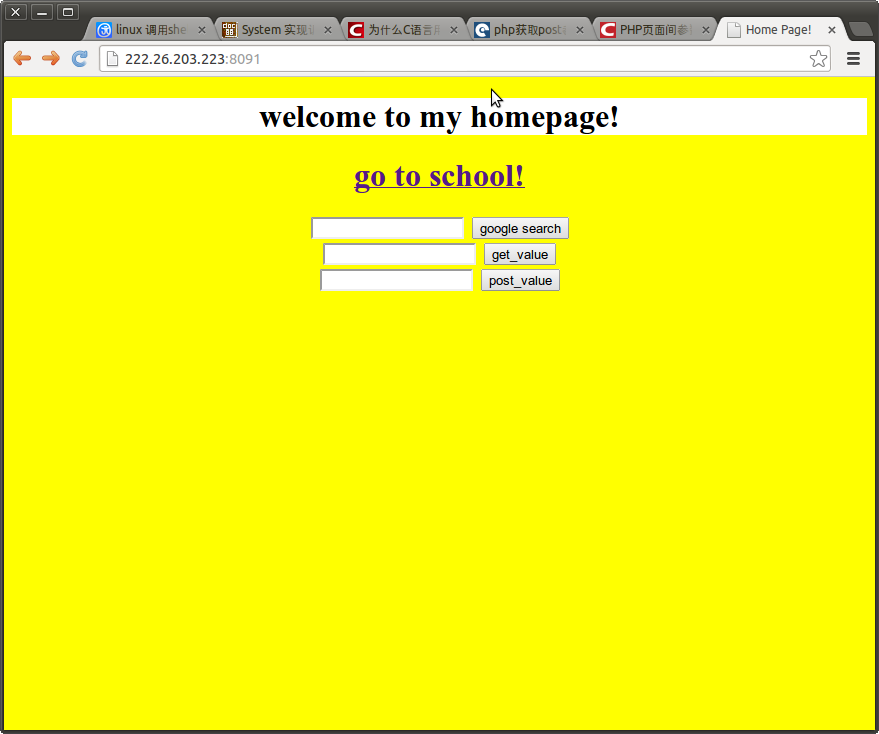 linux 调用she
System 实现
为什么C语言用
php获取post
PHP页面间参
Home Page!
222.26.203.223:8091
welcome to my homepage!
go to school!
google search
get_value
post_value